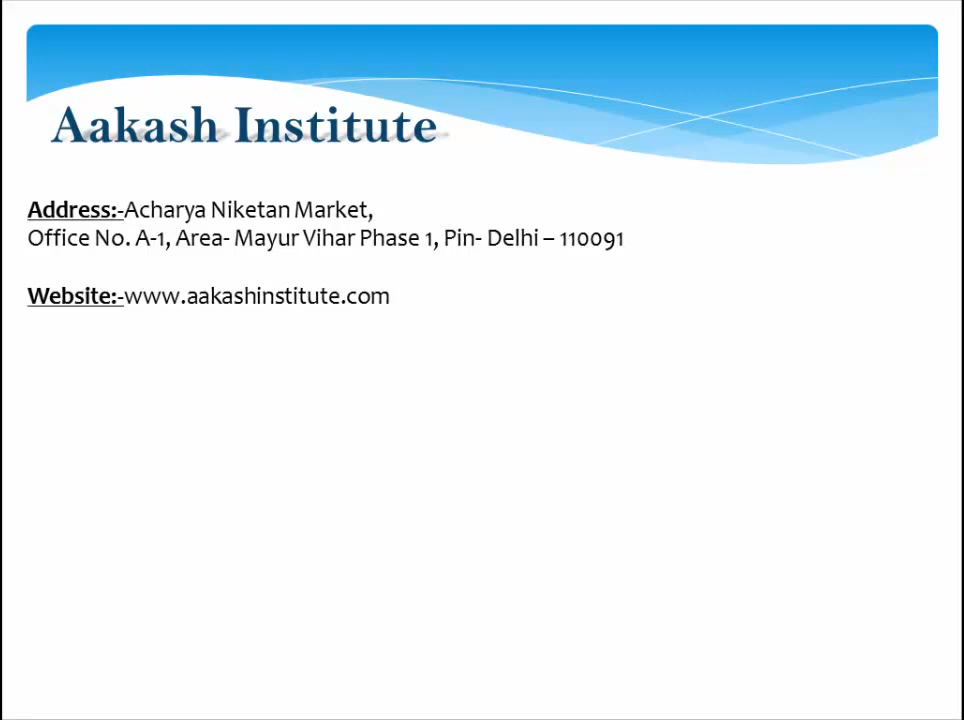 Aakash Institute
Address:-Acharya Niketan Market,
Office No. A-1, Area- Mayur Vihar Phase 1, Pin- Delhi – 110091
Website:-www.aakashinstitute.com